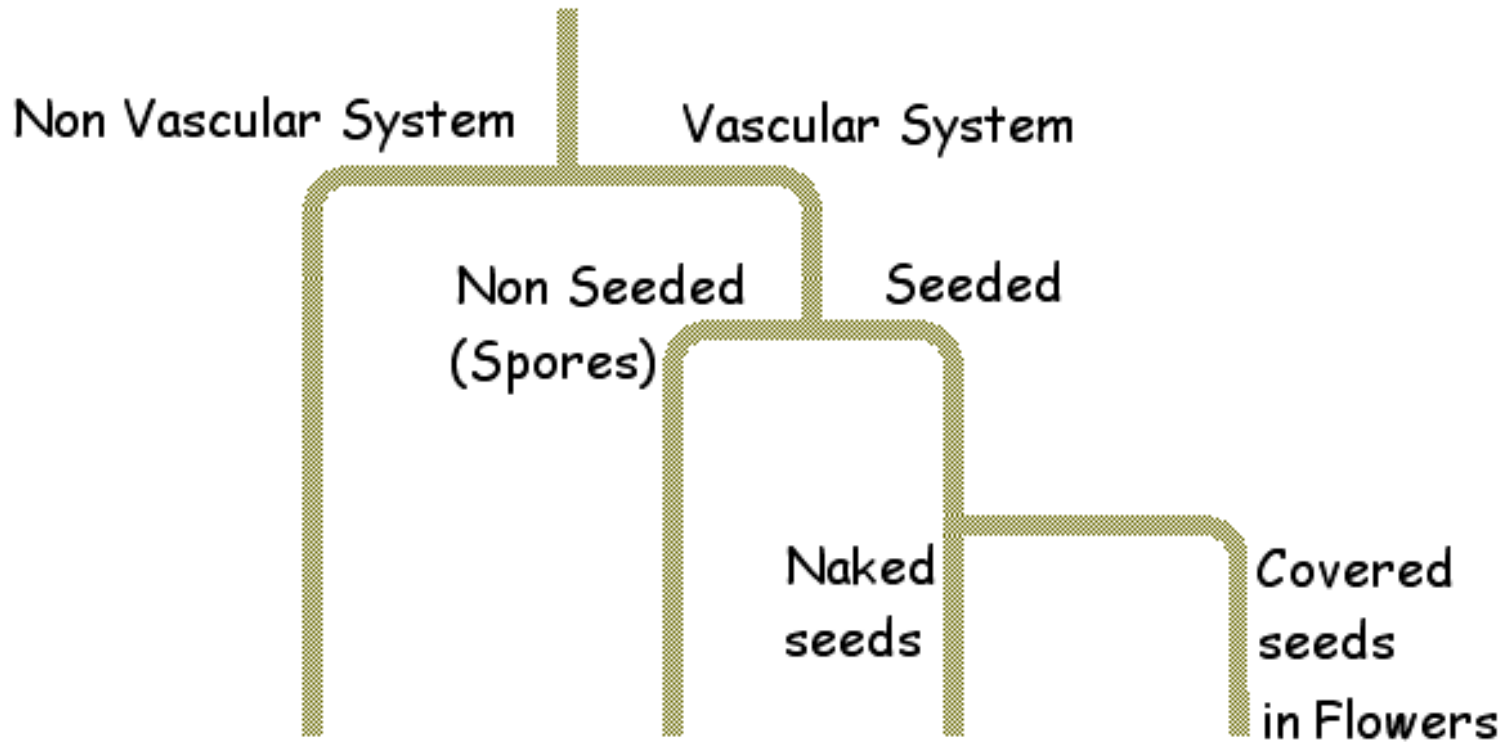 Non Vascular System
Vascular System
Non Seeded
(Spores)
Seeded
Naked
seeds
Covered
seeds
in Flowers